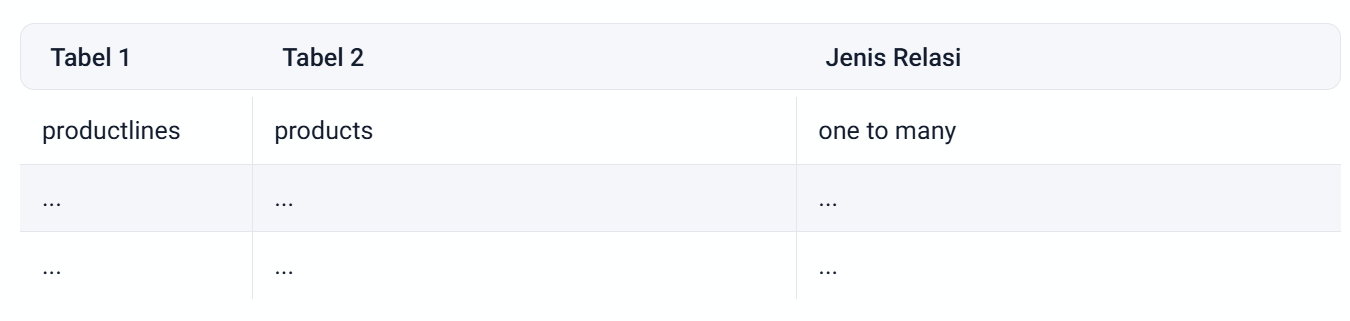 Tabel 1 Tabel 2 Jenis Relasi
productlines products one to many
... ... ...
... ... ...